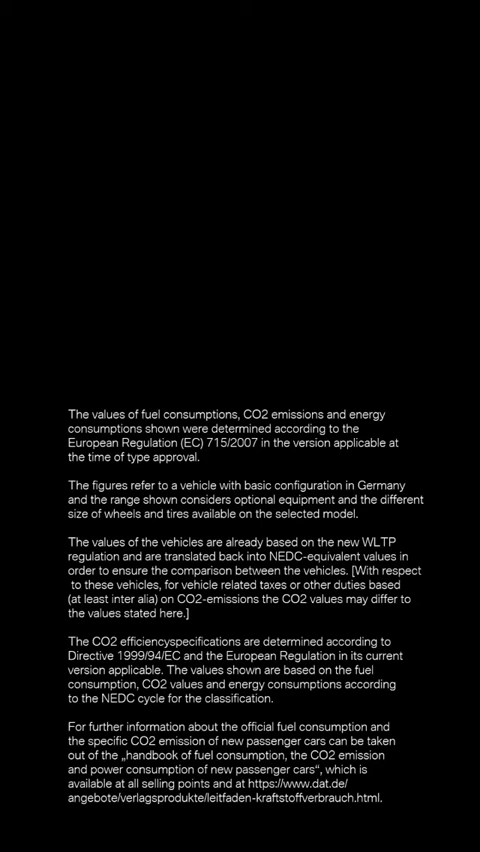 The values of fuel consumptions, CO2 emissions and energy
consumptions shown were determined according to the
European Regulation (EC) 715/2007 in the version applicable at
the time of type approval.
The figures refer to a vehicle with basic configuration in Germany
and the range shown considers optional equipment and the different
size of wheels and tires available on the selected model.
The values of the vehicles are already based on the new WLTP
regulation and are translated back into NEDC-equivalent values in
order to ensure the comparison between the vehicles. [With respect
to these vehicles, for vehicle related taxes or other duties based
(at least inter alia) on CO2-emissions the CO2 values may differ to
the values stated here.]
The CO2 efficiencyspecifications are determined according to
Directive 1999/94/EC and the European Regulation in its current
version applicable. The values shown are based on the fuel
consumption, CO2 values and energy consumptions according
to the NEDC cycle for the classification.
For further information about the official fuel consumption and
the specific CO2 emission of new passenger cars can be taken
out of the „handbook of fuel consumption, the CO2 emission
and power consumption of new passenger cars“, which is
available at all selling points and at https://www.dat.de/
angebote/verlagsprodukte/leitfaden-kraftstoffverbrauch.html.